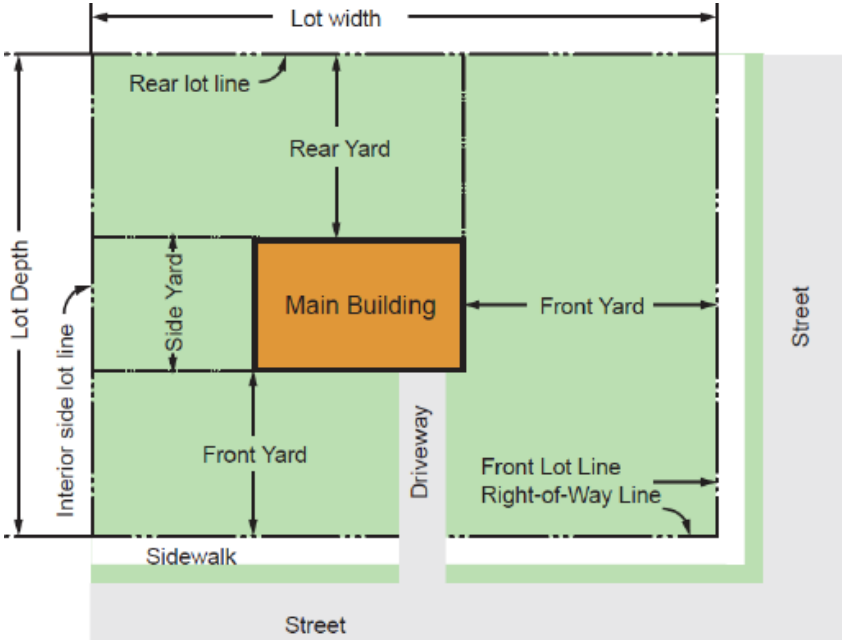 Lot width
Rear lot line
Rear Yard
Lot Depth
Interior side lot line
Side Yard
Main Building
Front Yard
Street
Front Yard
Driveway
Front Lot Line
Right-of-Way Line
Sidewalk
Street